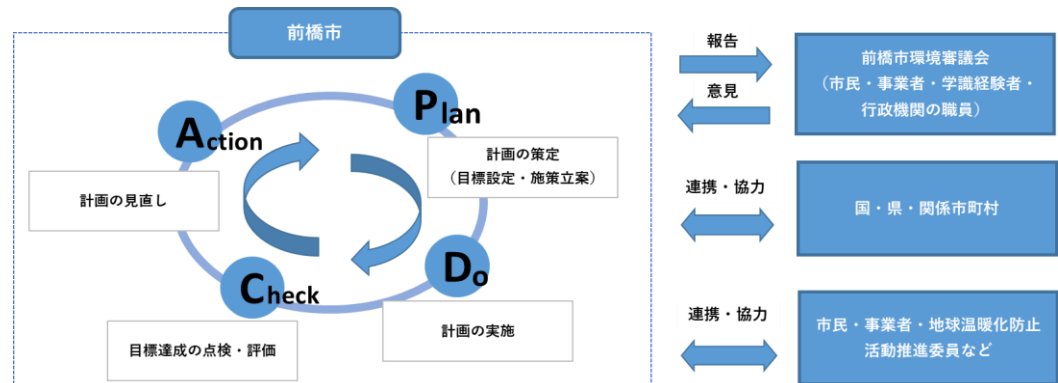 前橋市
Plan
計画の策定
（目標設定・施策立案）
Do
計画の実施
Check
目標達成の点検・評価
Action
計画の見直し
報告
意見
前橋市環境審議会
（市民・事業者・学識経験者・
行政機関の職員）
連携・協力
国・県・関係市町村
連携・協力
市民・事業者・地球温暖化防止
活動推進委員など